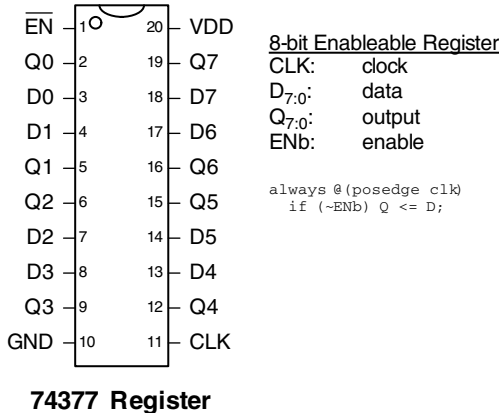 EN 1 20 VDD
Q0 2 19 Q7
D0 3 18 D7
D1 4 17 D6
Q1 5 16 Q6
Q2 6 15 Q5
D2 7 14 D5
D3 8 13 D4
Q3 9 12 Q4
GND 10 11 CLK
74377 Register
8-bit Enableable Register
CLK: clock
D7:0: data
Q7:0: output
ENb: enable
always @(posedge clk)
if (~ENb) Q <= D;